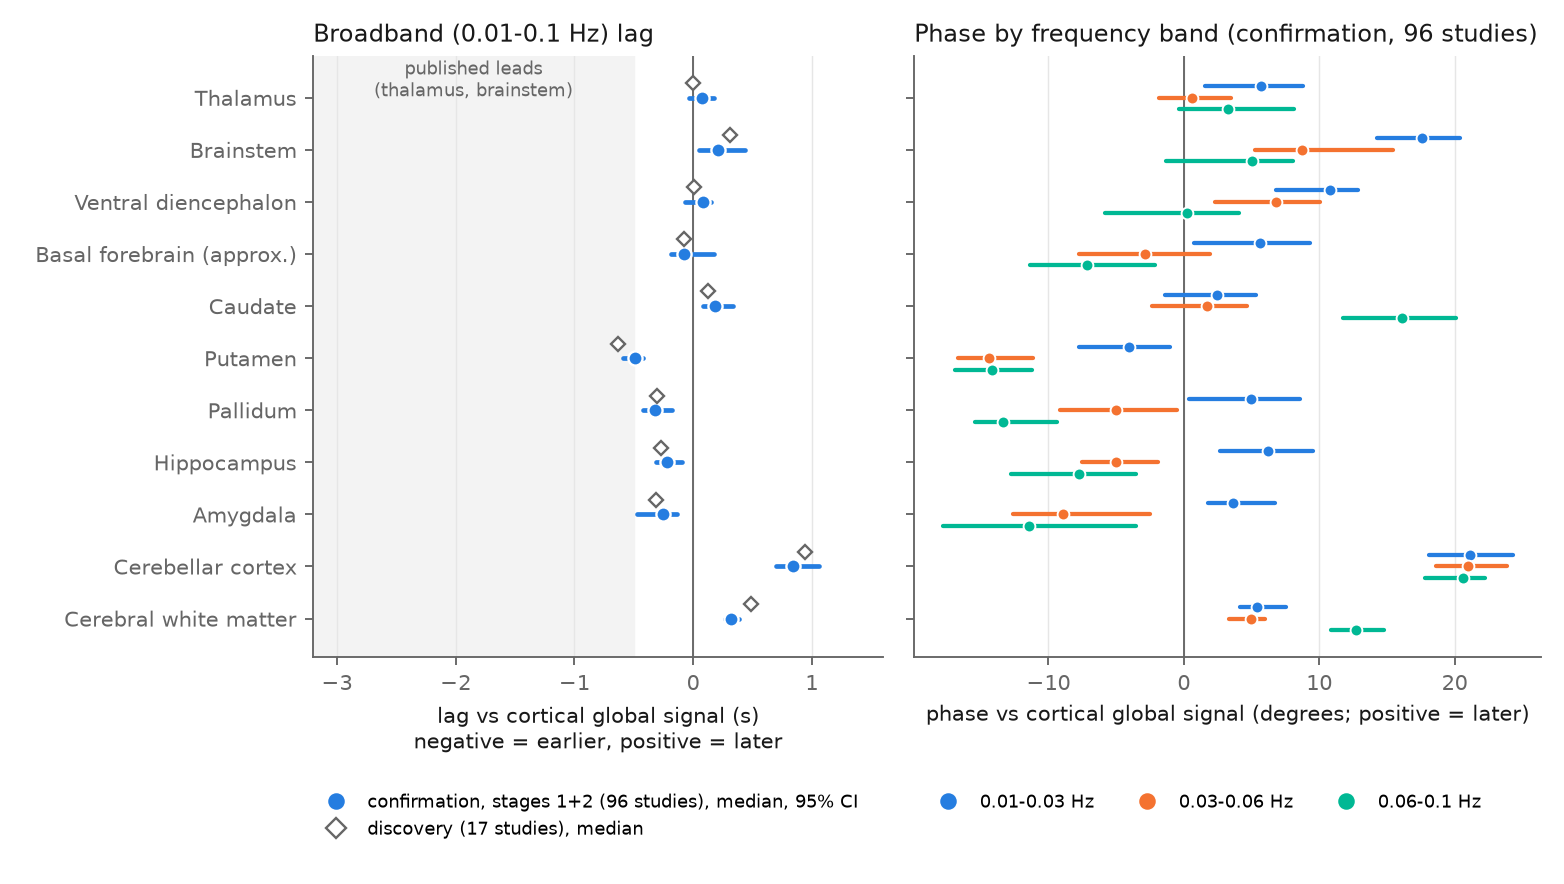 Broadband (0.01-0.1 Hz) lag
Phase by frequency band (confirmation, 96 studies)
published leads
(thalamus, brainstem)
Thalamus
Brainstem
Ventral diencephalon
Basal forebrain (approx.)
Caudate
Putamen
Pallidum
Hippocampus
Amygdala
Cerebellar cortex
Cerebral white matter
−3 −2 −1 0 1
lag vs cortical global signal (s)
negative = earlier, positive = later
−10 0 10 20
phase vs cortical global signal (degrees; positive = later)
confirmation, stages 1+2 (96 studies), median, 95% CI
discovery (17 studies), median
0.01-0.03 Hz 0.03-0.06 Hz 0.06-0.1 Hz